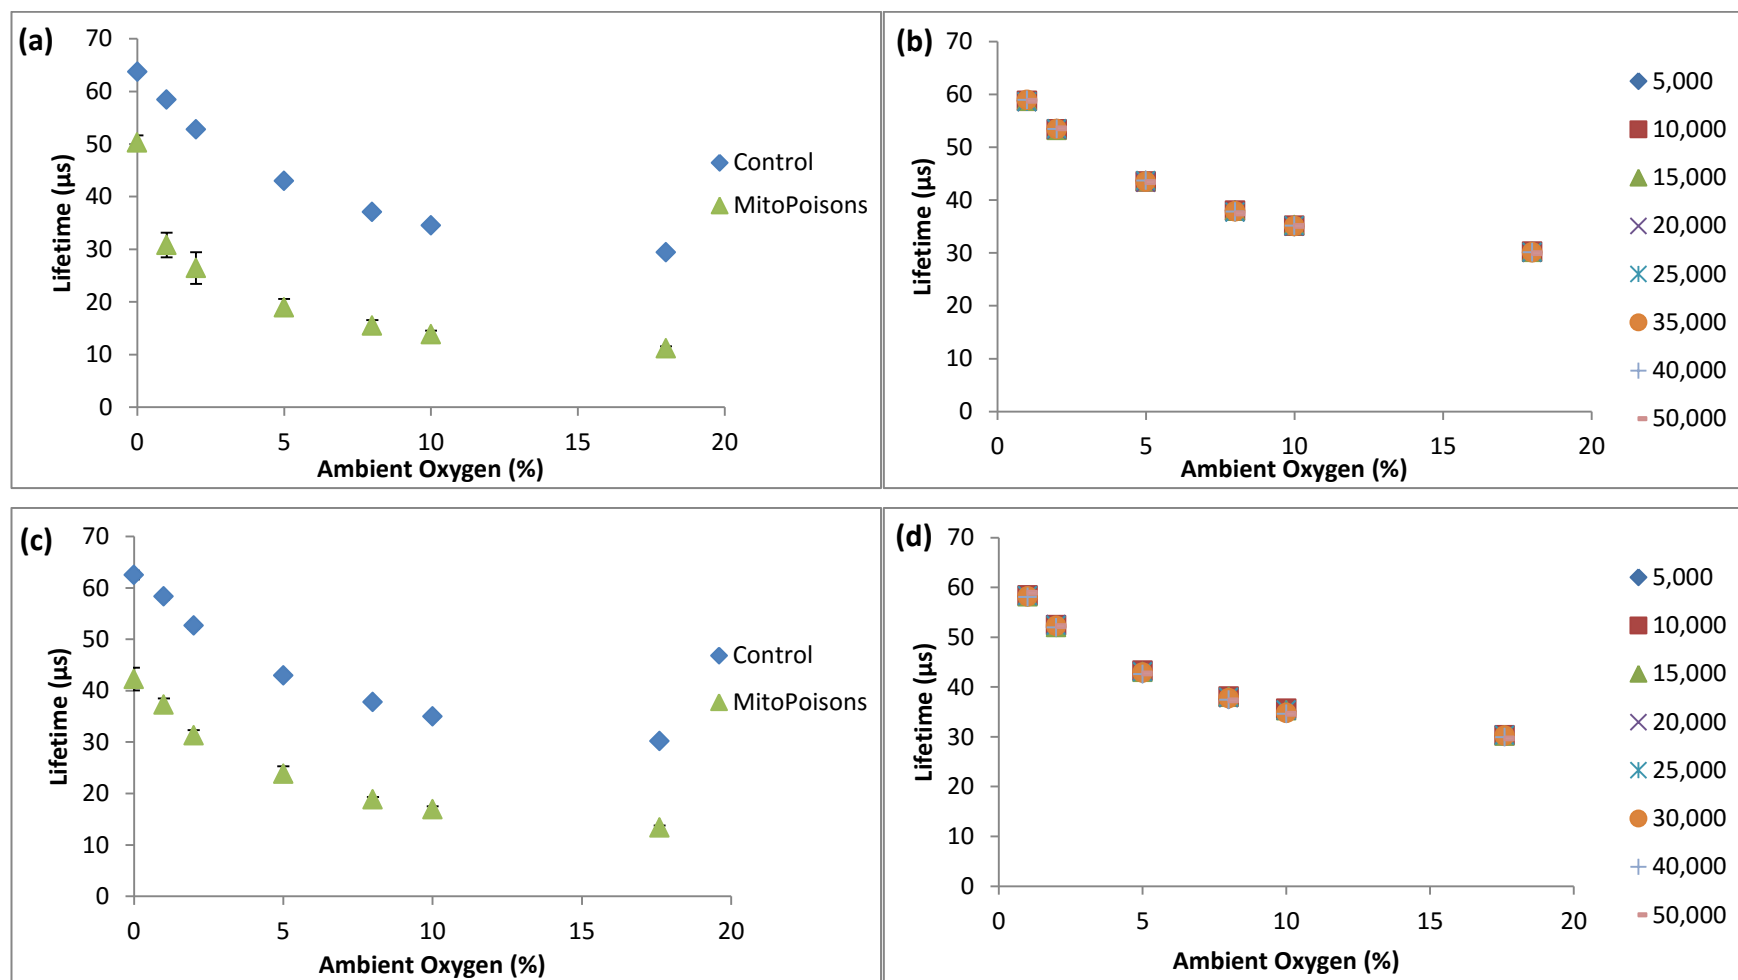 (a)
70
60
50
40
30
20
10
0
Lifetime (µs)
0 5 10 15 20
Ambient Oxygen (%)
Control
MitoPoisons
(b)
70
60
50
40
30
20
10
0
Lifetime (µs)
0 5 10 15 20
Ambient Oxygen (%)
5,000
10,000
15,000
20,000
25,000
35,000
40,000
50,000
(c)
70
60
50
40
30
20
10
0
Lifetime (µs)
0 5 10 15 20
Ambient Oxygen (%)
Control
MitoPoisons
(d)
70
60
50
40
30
20
10
0
Lifetime (µs)
0 5 10 15 20
Ambient Oxygen (%)
5,000
10,000
15,000
20,000
25,000
30,000
40,000
50,000